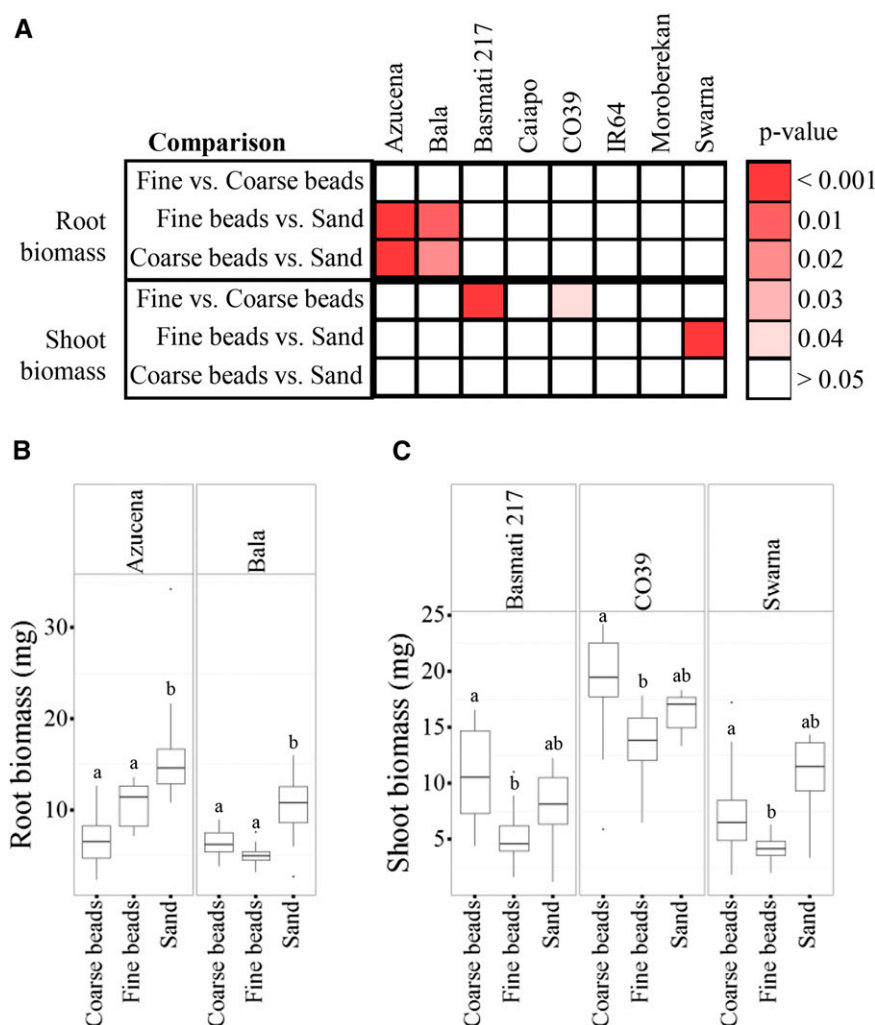 A
Azucena
Bala
Basmati 217
Caiapo
CO39
IR64
Moroberekan
Swarna
p-value
Comparison
Root biomass
Fine vs. Coarse beads
Fine beads vs. Sand
Coarse beads vs. Sand
Shoot biomass
Fine vs. Coarse beads
Fine beads vs. Sand
Coarse beads vs. Sand
< 0.001
0.01
0.02
0.03
0.04
> 0.05
B
Azucena
Bala
Root biomass (mg)
30
20
10
a
a
b
a
a
b
Coarse beads
Fine beads
Sand
Coarse beads
Fine beads
Sand
C
Basmati 217
CO39
Swarna
Shoot biomass (mg)
25
20
15
10
5
a
b
ab
a
b
ab
a
b
ab
Coarse beads
Fine beads
Sand
Coarse beads
Fine beads
Sand
Coarse beads
Fine beads
Sand